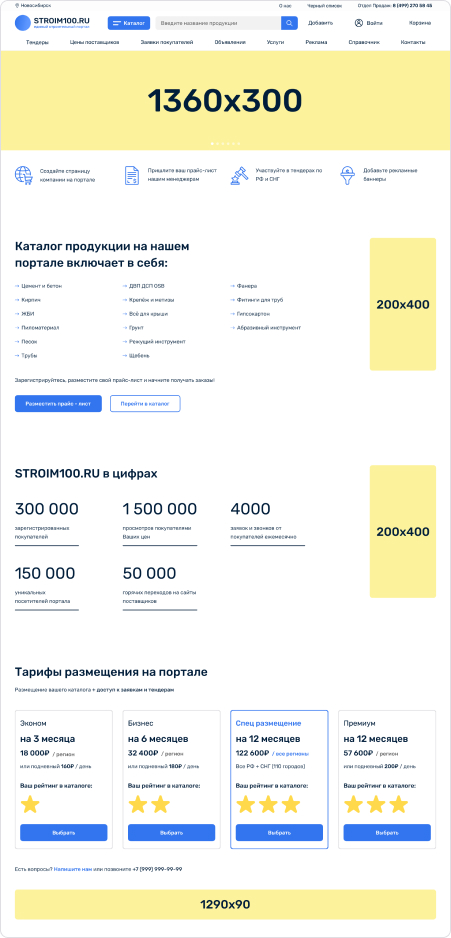 Новосибирск
О нас
Черный список
Отдел Продаж: 8 (499) 270 58 45
STROIM100.RU
Каталог
Введите название продукции
Добавить
Войти
Корзина
Тендеры
Цены поставщиков
Заявки покупателей
Объявления
Услуги
Реклама
Справочник
Контакты
1360x300
Создайте страницу
компании на портале
Пришлите ваш прайс-лист
нашим менеджерам
Участвуйте в тендерах по
РФ и СНГ
Добавьте рекламные
баннеры
Каталог продукции на нашем
портале включает в себя:
→ Цемент и бетон
→ Кирпич
→ ЖБИ
→ Пиломатериал
→ Песок
→ Трубы
→ ДВП ДСП OSB
→ Крепёж и метизы
→ Всё для крыши
→ Грунт
→ Режущий инструмент
→ Щебень
→ Фанера
→ Фитинги для труб
→ Гипсокартон
→ Абразивный инструмент
200x400
Зарегистрируйтесь, разместите свой прайс-лист и начните получать заказы!
Разместить прайс - лист
Перейти в каталог
STROIM100.RU в цифрах
300 000
зарегистрированных
покупателей
1 500 000
просмотров покупателями
Ваших цен
4000
заявок и звонков от
покупателей ежемесячно
150 000
уникальных
посетителей портала
50 000
горячих переходов на сайты
поставщиков
200x400
Тарифы размещения на портале
Размещение вашего каталога + доступ к заявкам и тендерам
Эконом
на 3 месяца
18 000₽ / регион
или подневный 160₽ / день
Ваш рейтинг в каталоге:
Выбрать
Бизнес
на 6 месяцев
32 400₽ / регион
или подневный 180₽ / день
Ваш рейтинг в каталоге:
Выбрать
Спец размещение
на 12 месяцев
122 600₽ / все регионы
Вся РФ + СНГ (110 городов)
Ваш рейтинг в каталоге:
Выбрать
Премиум
на 12 месяцев
57 600₽ / регион
или подневный 200₽ / день
Ваш рейтинг в каталоге:
Выбрать
Есть вопросы? Напишите нам или позвоните +7 (999) 999-99-99
1290x90